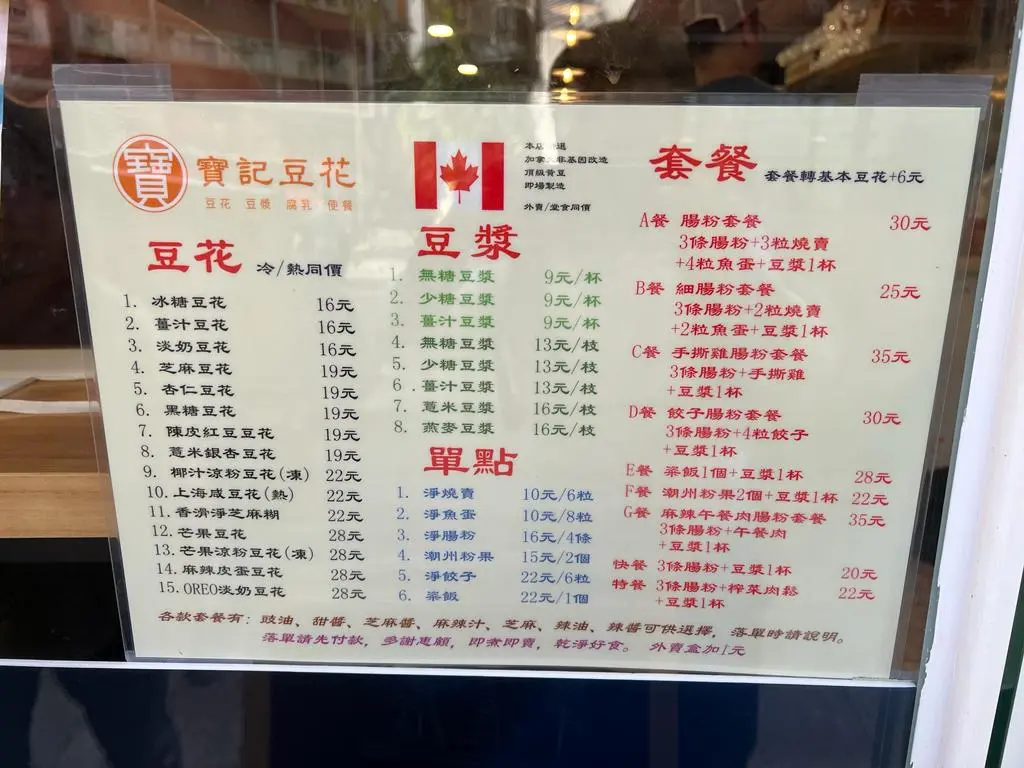 寶
寶記豆花
豆花 豆漿 腐乳 便餐
豆花 冷/熱同價
1. 冰糖豆花 16元
2. 薑汁豆花 16元
3. 淡奶豆花 16元
4. 芝麻豆花 19元
5. 杏仁豆花 19元
6. 黑糖豆花 19元
7. 陳皮紅豆豆花 19元
8. 薏米銀杏豆花 19元
9. 椰汁涼粉豆花(凍) 22元
10. 上海咸豆花(熱) 22元
11. 香滑淨芝麻糊 22元
12. 芒果豆花 28元
13. 芒果涼粉豆花(凍) 28元
14. 麻辣皮蛋豆花 28元
15. OREO淡奶豆花 28元
本店 選
加拿 非基因改造
頂級黃豆
即場製造
外賣/堂食同價
豆漿
1. 無糖豆漿 9元/杯
2. 少糖豆漿 9元/杯
3. 薑汁豆漿 9元/杯
4. 無糖豆漿 13元/枝
5. 少糖豆漿 13元/枝
6. 薑汁豆漿 13元/枝
7. 薏米豆漿 16元/枝
8. 燕麥豆漿 16元/枝
單點
1. 淨燒賣 10元/6粒
2. 淨魚蛋 10元/8粒
3. 淨腸粉 16元/4條
4. 潮州粉果 15元/2個
5. 淨餃子 22元/6粒
6. 粢飯 22元/1個
套餐 套餐轉基本豆花+6元
A餐 腸粉套餐 30元
3條腸粉+3粒燒賣
+4粒魚蛋+豆漿1杯
B餐 細腸粉套餐 25元
3條腸粉+2粒燒賣
+2粒魚蛋+豆漿1杯
C餐 手撕雞腸粉套餐 35元
3條腸粉+手撕雞
+豆漿1杯
D餐 餃子腸粉套餐 30元
3條腸粉+4粒餃子
+豆漿1杯
E餐 粢飯1個+豆漿1杯 28元
F餐 潮州粉果2個+豆漿1杯 22元
G餐 麻辣午餐肉腸粉套餐 35元
3條腸粉+午餐肉
+豆漿1杯
快餐 3條腸粉+豆漿1杯 20元
特餐 3條腸粉+榨菜肉鬆 22元
+豆漿1杯
各款套餐有：豉油、甜醬、芝麻醬、麻辣汁、芝麻、辣油、辣醬可供選擇，落單時請說明。
落單請先付款，多謝惠顧，即煮即賣，乾淨好食。 外賣盒加1元